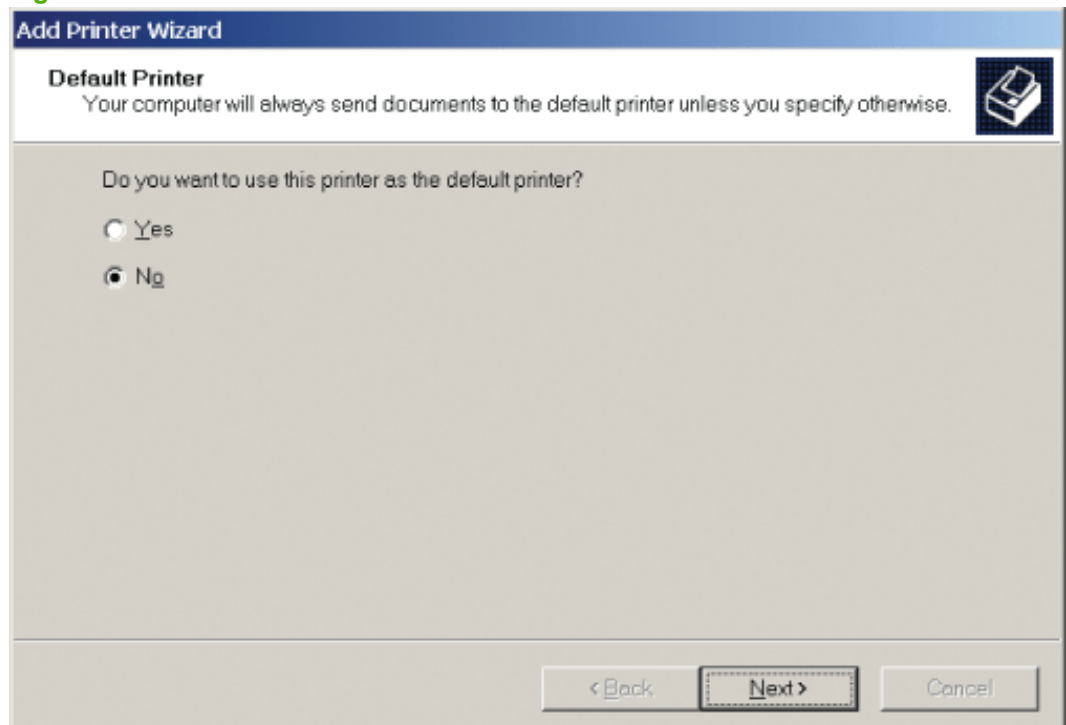 Add Printer Wizard
Default Printer
Your computer will always send documents to the default printer unless you specify otherwise.
Do you want to use this printer as the default printer?
Yes
No
< Back
Next >
Cancel